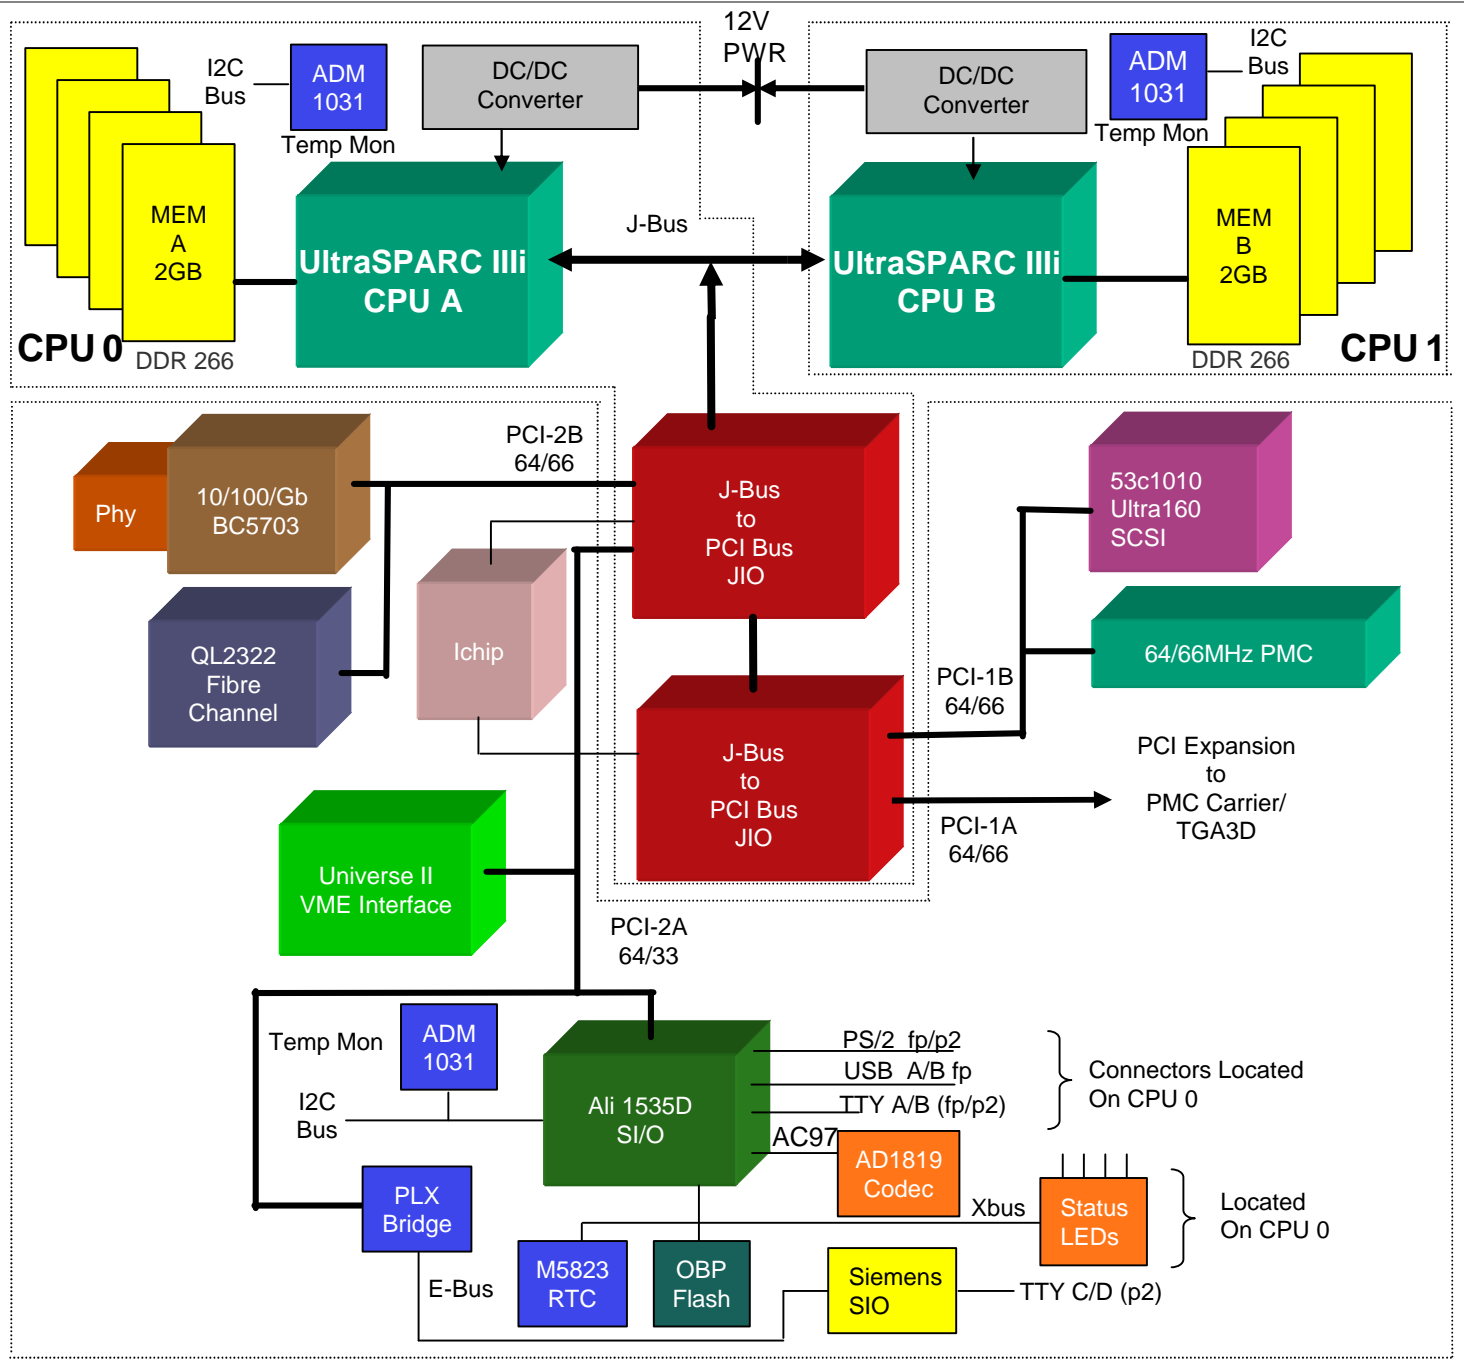 12V
PWR
I2C
Bus
ADM
1031
Temp Mon
DC/DC
Converter
DC/DC
Converter
ADM
1031
Temp Mon
I2C
Bus
MEM
A
2GB
DDR 266
CPU 0
UltraSPARC IIIi
CPU A
J-Bus
UltraSPARC IIIi
CPU B
MEM
B
2GB
DDR 266
CPU 1
Phy
10/100/Gb
BC5703
PCI-2B
64/66
J-Bus
to
PCI Bus
JIO
53c1010
Ultra160
SCSI
QL2322
Fibre
Channel
Ichip
64/66MHz PMC
PCI-1B
64/66
J-Bus
to
PCI Bus
JIO
PCI Expansion
to
PMC Carrier/
TGA3D
PCI-1A
64/66
Universe II
VME Interface
PCI-2A
64/33
Temp Mon
ADM
1031
I2C
Bus
Ali 1535D
SI/O
PS/2 fp/p2
USB A/B fp
TTY A/B (fp/p2)
AC97
Connectors Located
On CPU 0
AD1819
Codec
PLX
Bridge
Xbus
Status
LEDs
Located
On CPU 0
E-Bus
M5823
RTC
OBP
Flash
Siemens
SIO
TTY C/D (p2)